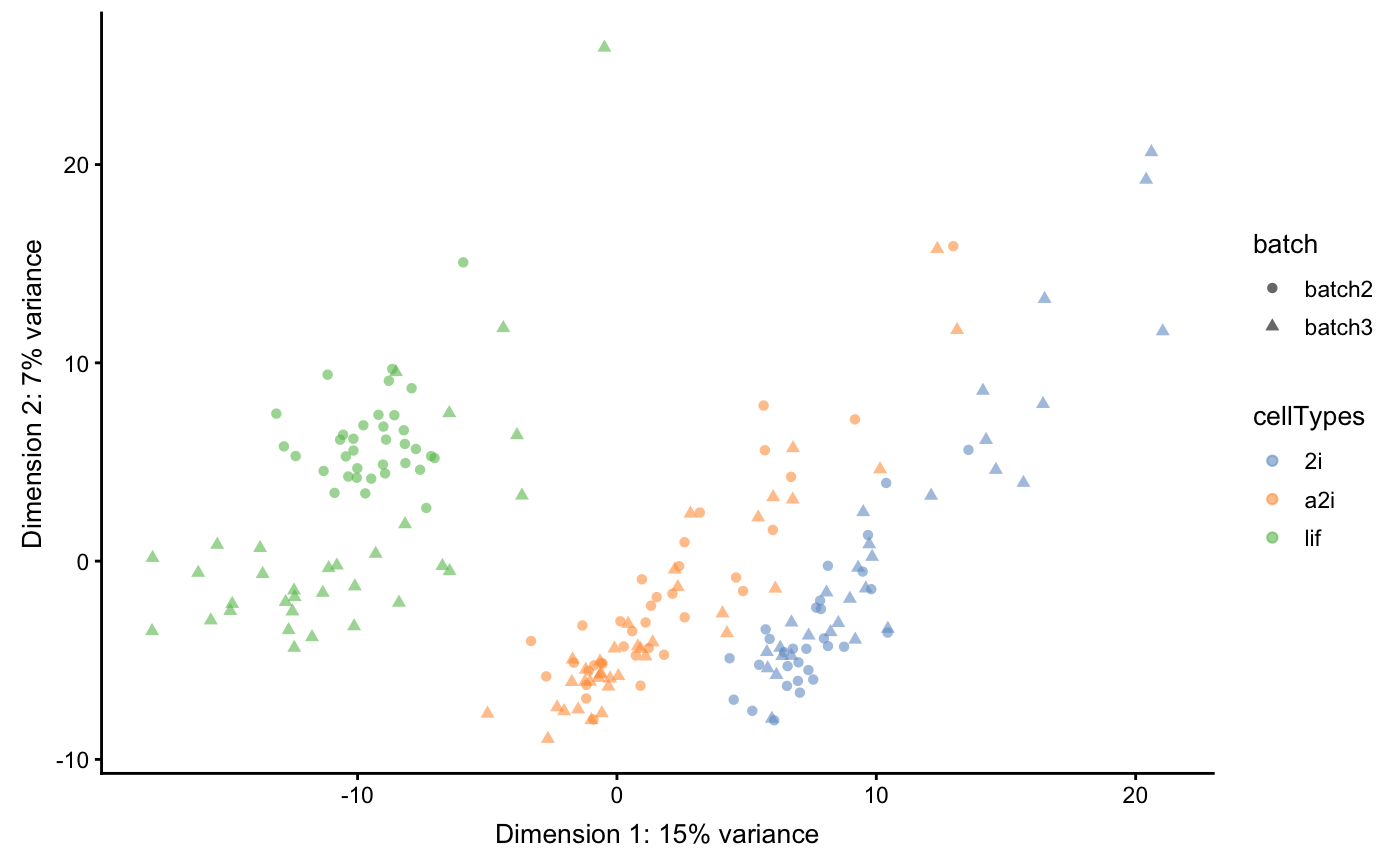 Dimension 2: 7% variance
20
10
0
-10
-10
0
10
20
Dimension 1: 15% variance
batch
batch2
batch3
cellTypes
2i
a2i
lif